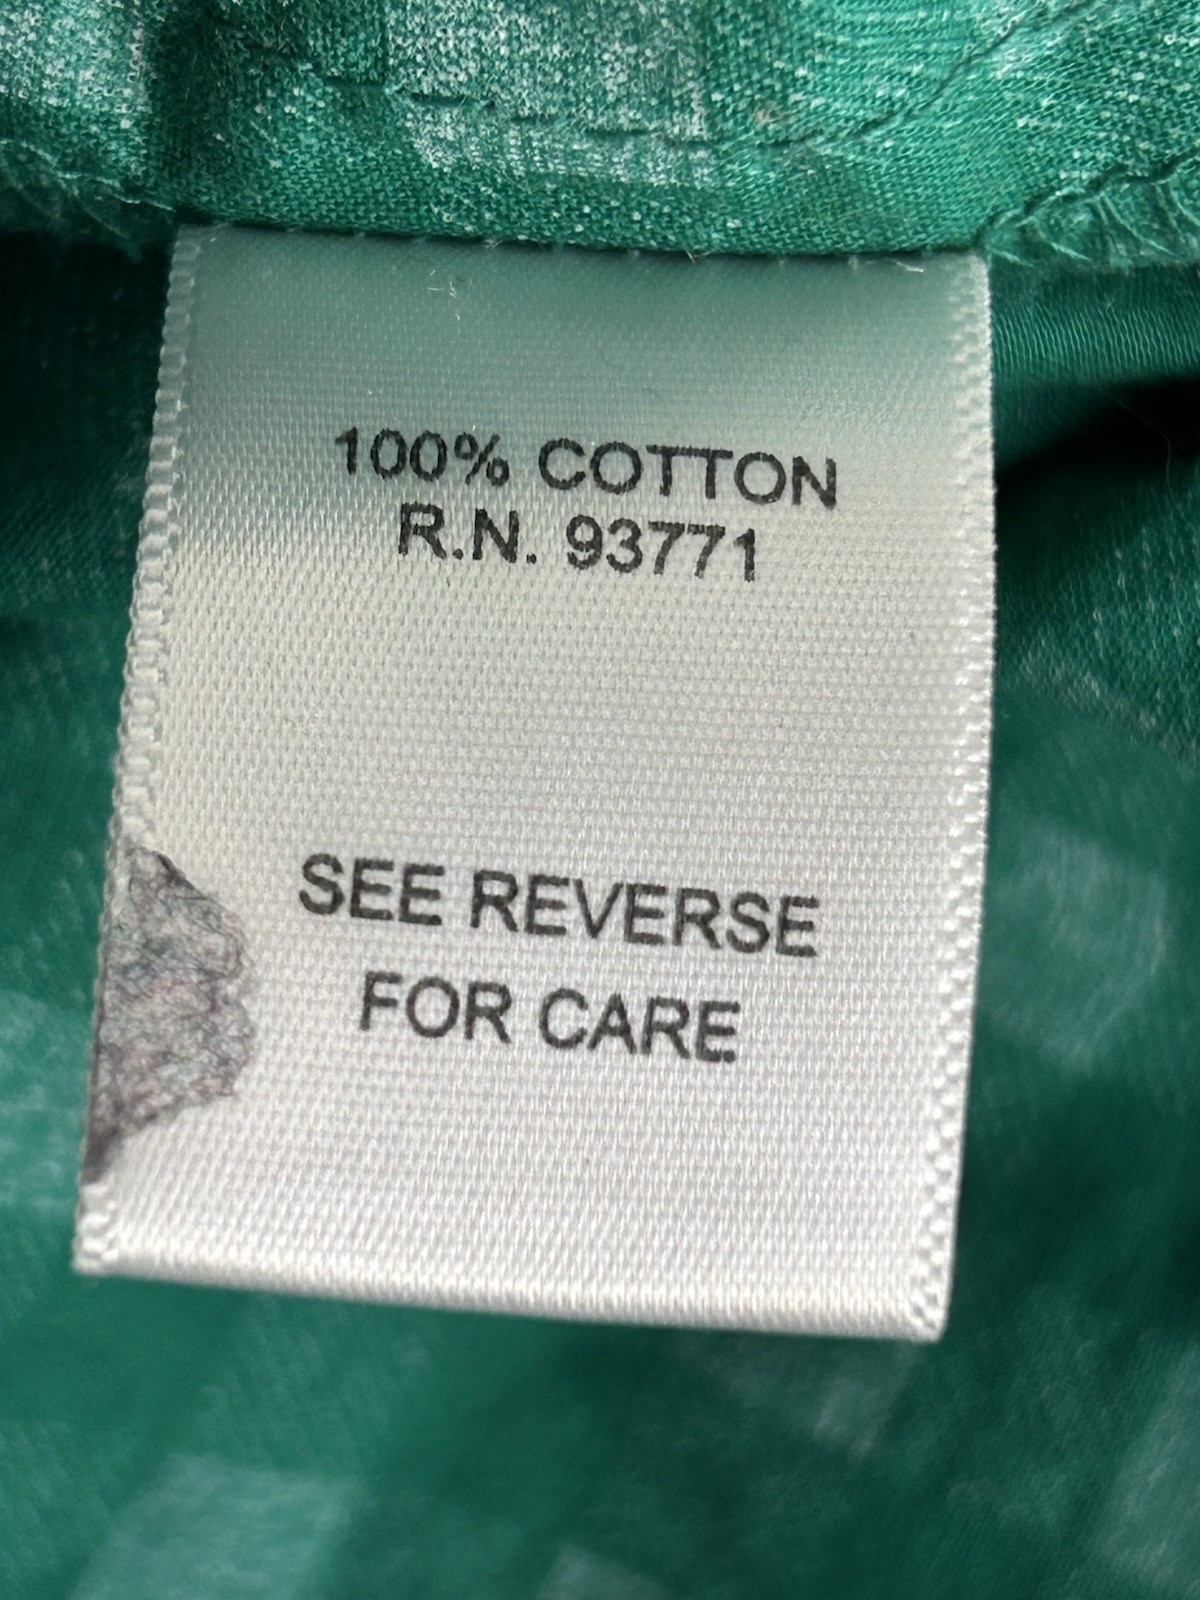 100% COTTON
R.N. 93771
SEE REVERSE
FOR CARE